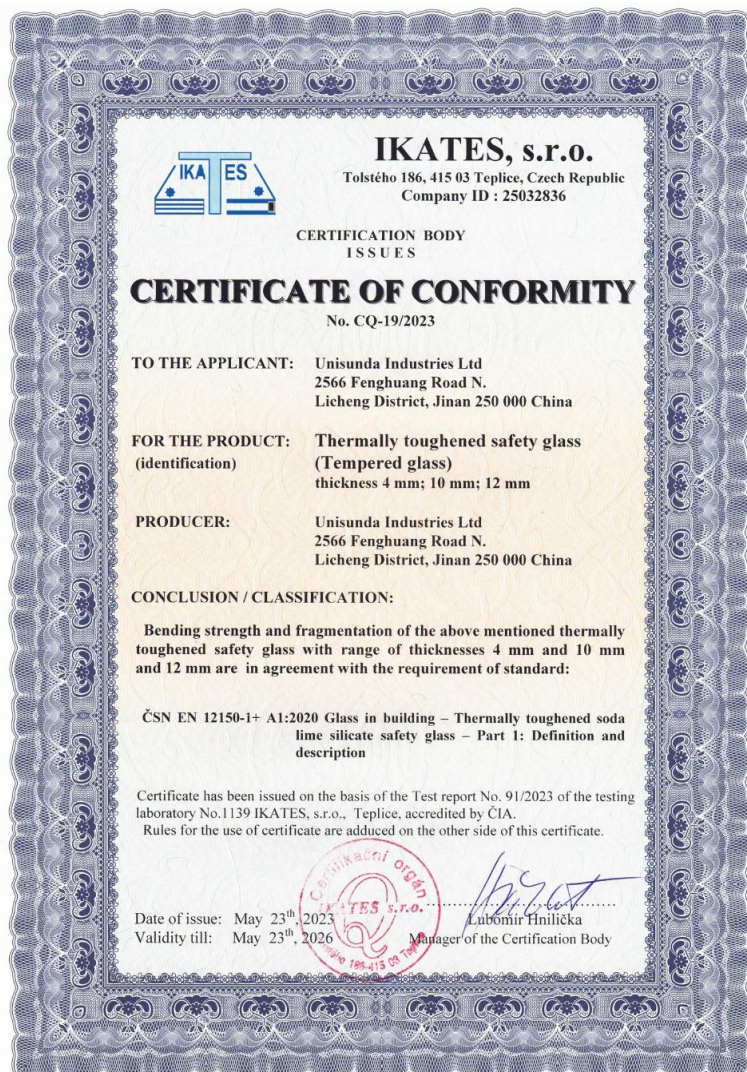 IKA TES
IKATES, s.r.o.
Tolstého 186, 415 03 Teplice, Czech Republic
Company ID : 25032836
CERTIFICATION BODY
ISSUES
CERTIFICATE OF CONFORMITY
No. CQ-19/2023
TO THE APPLICANT: Unisunda Industries Ltd
2566 Fenghuang Road N.
Licheng District, Jinan 250 000 China
FOR THE PRODUCT: Thermally toughened safety glass
(identification) (Tempered glass)
thickness 4 mm; 10 mm; 12 mm
PRODUCER: Unisunda Industries Ltd
2566 Fenghuang Road N.
Licheng District, Jinan 250 000 China
CONCLUSION / CLASSIFICATION:
Bending strength and fragmentation of the above mentioned thermally
toughened safety glass with range of thicknesses 4 mm and 10 mm
and 12 mm are in agreement with the requirement of standard:
ČSN EN 12150-1+ A1:2020 Glass in building – Thermally toughened soda
lime silicate safety glass – Part 1: Definition and
description
Certificate has been issued on the basis of the Test report No. 91/2023 of the testing
laboratory No.1139 IKATES, s.r.o., Teplice, accredited by ČIA.
Rules for the use of certificate are adduced on the other side of this certificate.
Certifikační orgán
IKATES s.r.o.
186-415 03
Date of issue: May 23th, 2023
Lubomír Hnilička
Validity till: May 23th, 2026
Manager of the Certification Body